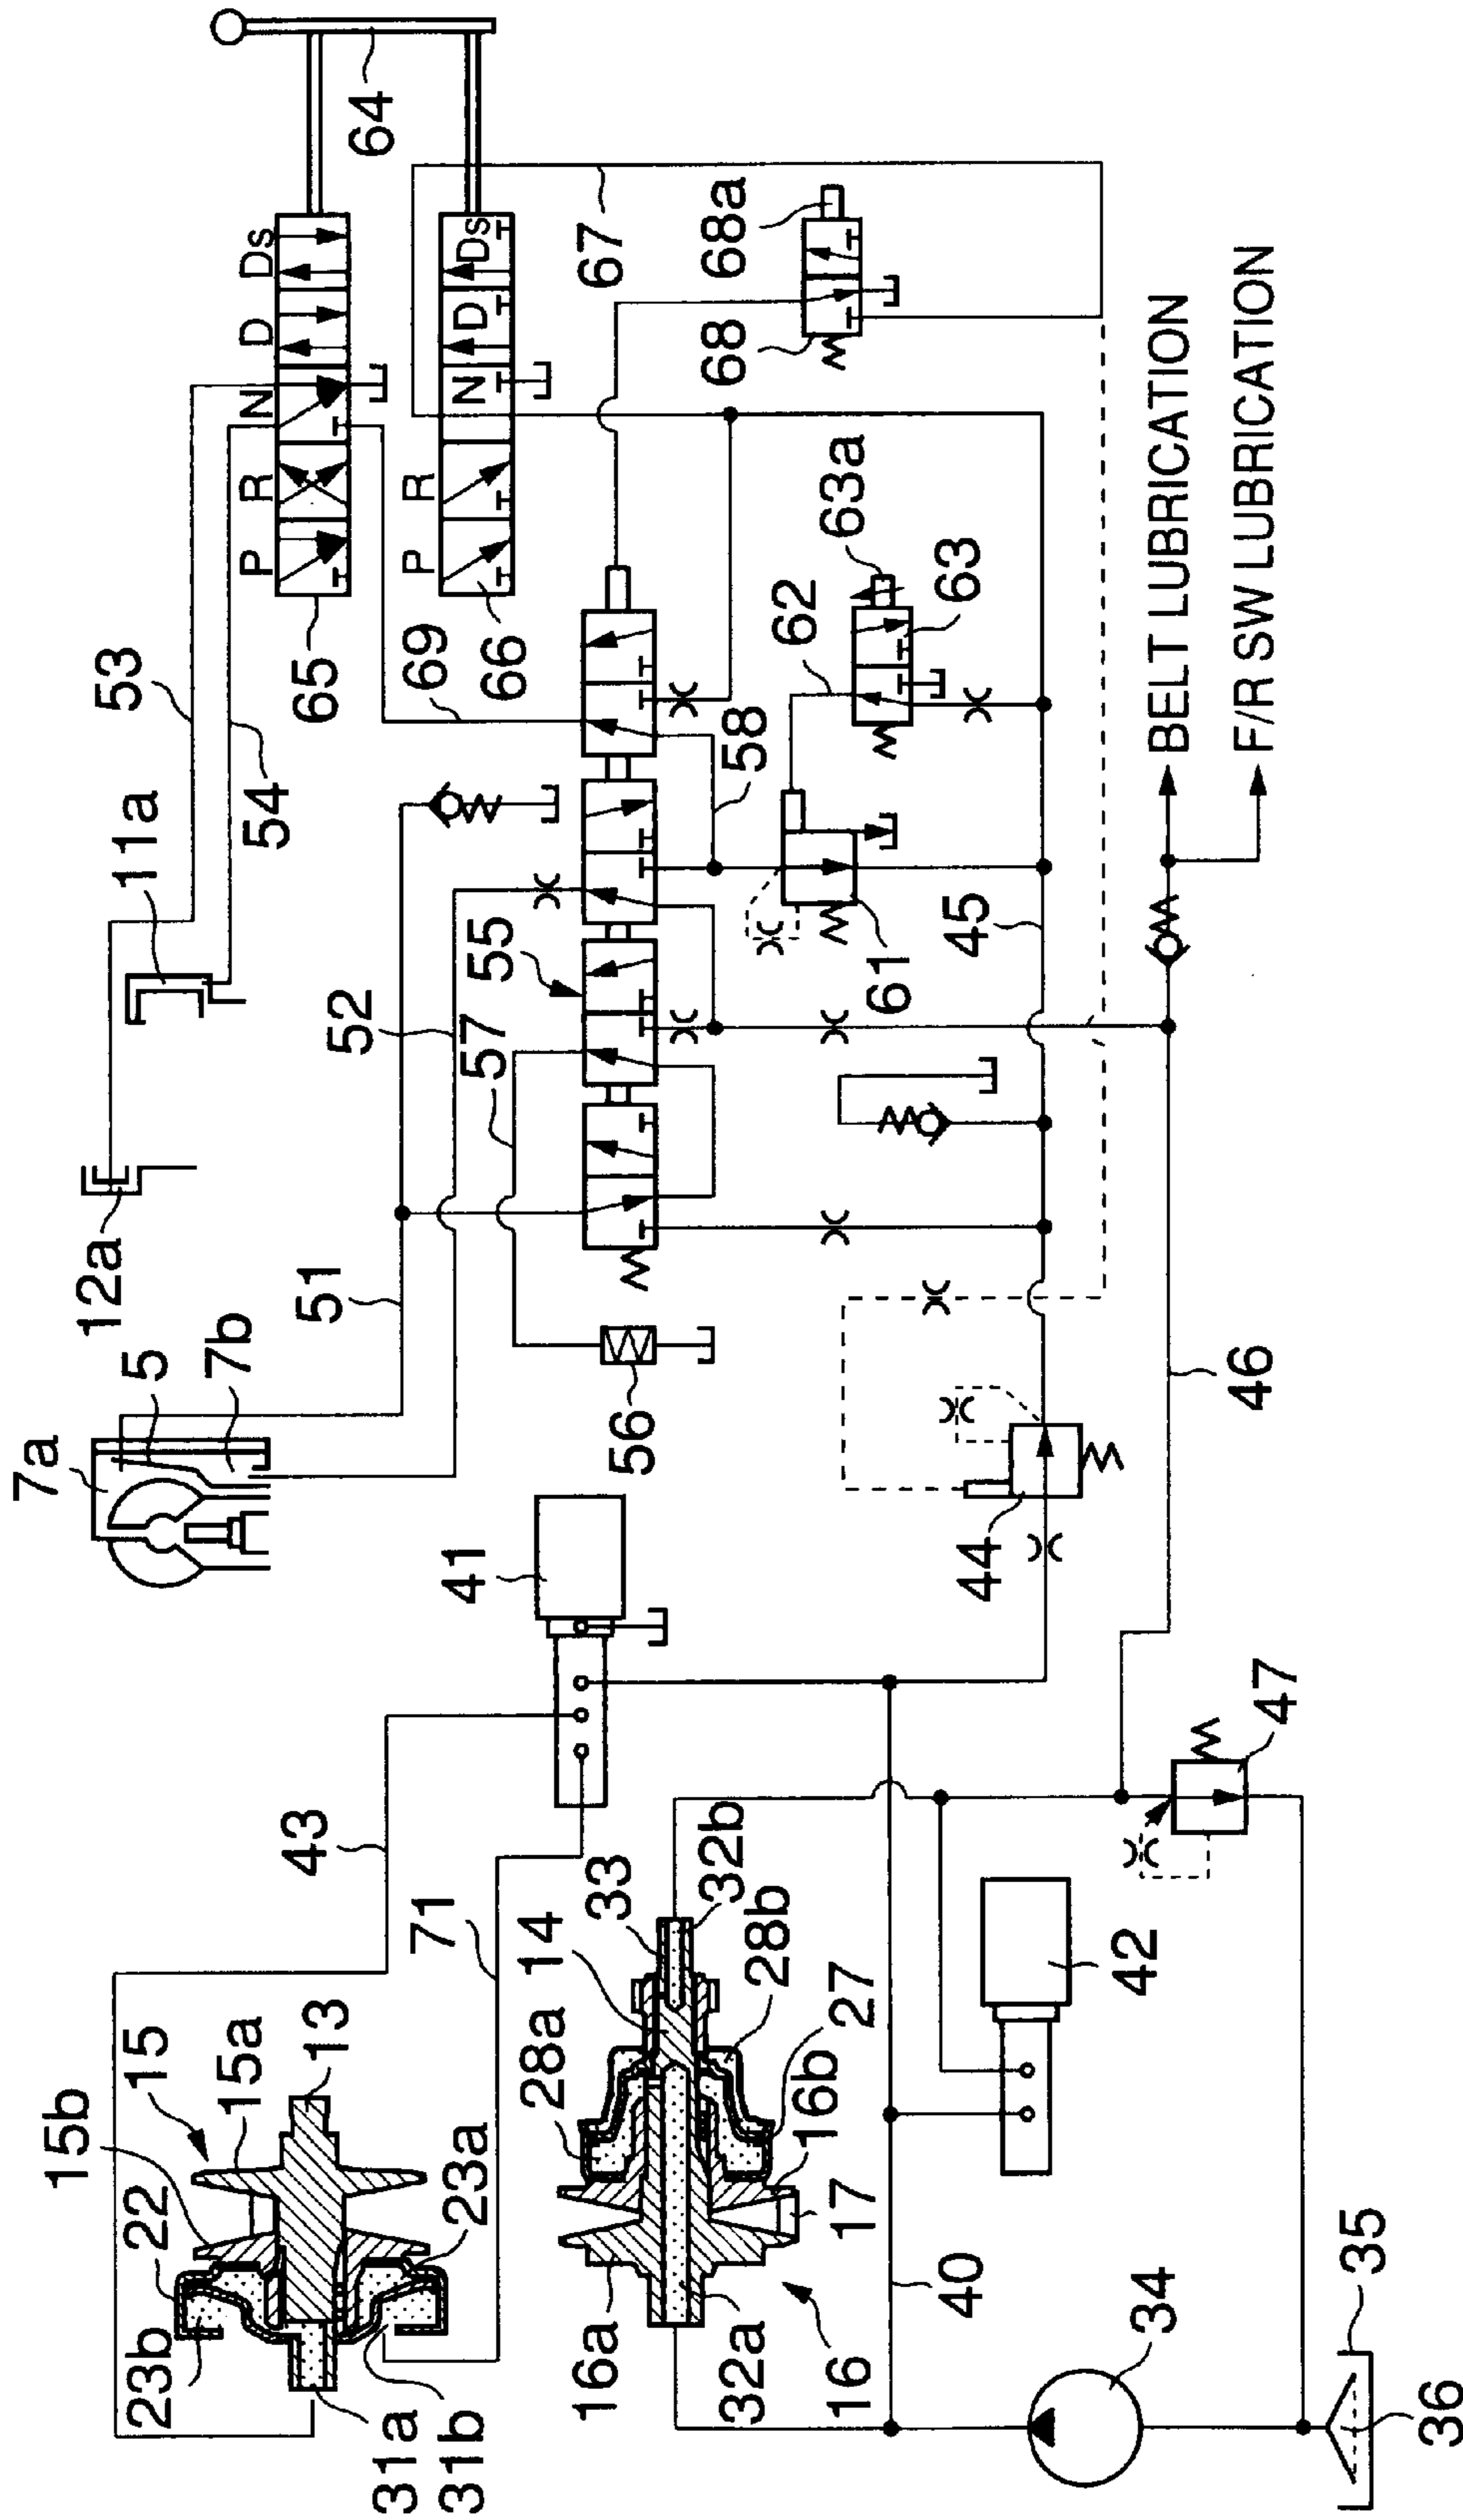 64
P R N D Ds
65
P R N D Ds
66
67
68a
68
63a
63
62
69
58
53
54
11a
12a
52
55
57
61
45
BELT LUBRICATION
F/R SW LUBRICATION
51
7a
5
7b
56
41
44
46
47
43
71
33
32b
14
28b
28a
27
42
15b
15
15a
13
22
23a
23b
16b
17
31a
31b
16a
32a
16
40
34
35
36